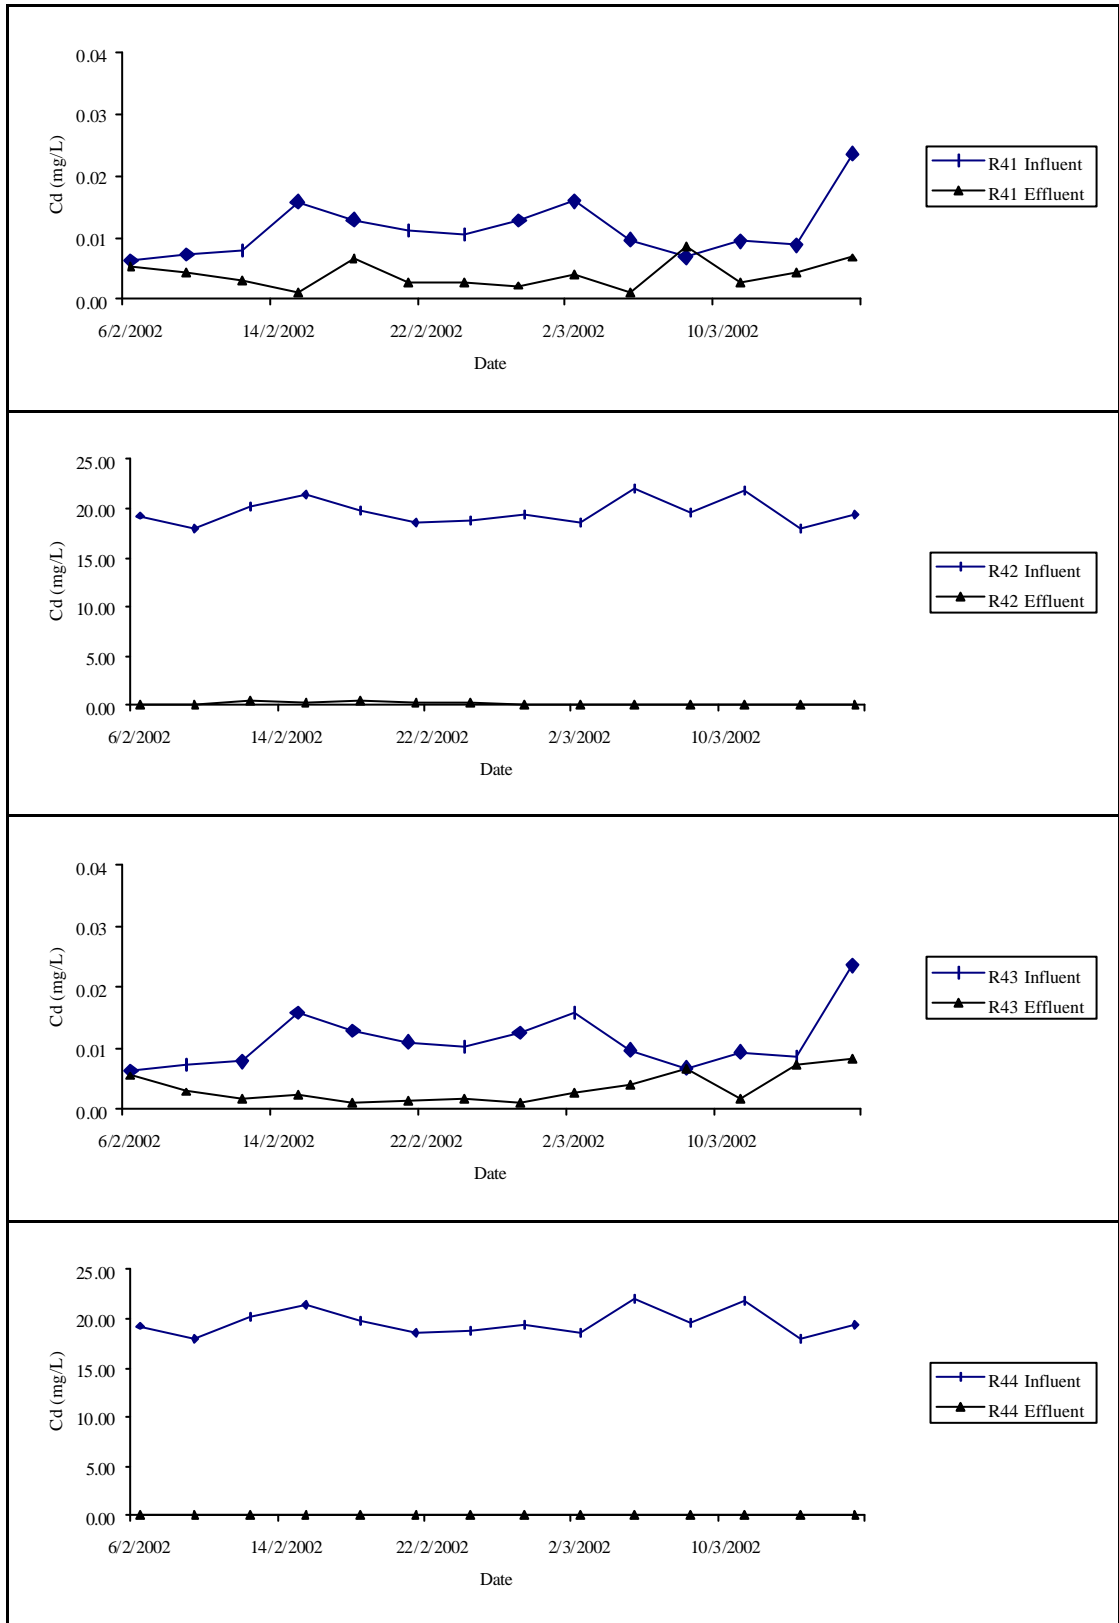 0.04
0.03
0.02
0.01
0.00
Cd (mg/L)
6/2/2002 14/2/2002 22/2/2002 2/3/2002 10/3/2002
Date
R41 Influent
R41 Effluent
25.00
20.00
15.00
10.00
5.00
0.00
Cd (mg/L)
6/2/2002 14/2/2002 22/2/2002 2/3/2002 10/3/2002
Date
R42 Influent
R42 Effluent
0.04
0.03
0.02
0.01
0.00
Cd (mg/L)
6/2/2002 14/2/2002 22/2/2002 2/3/2002 10/3/2002
Date
R43 Influent
R43 Effluent
25.00
20.00
15.00
10.00
5.00
0.00
Cd (mg/L)
6/2/2002 14/2/2002 22/2/2002 2/3/2002 10/3/2002
Date
R44 Influent
R44 Effluent